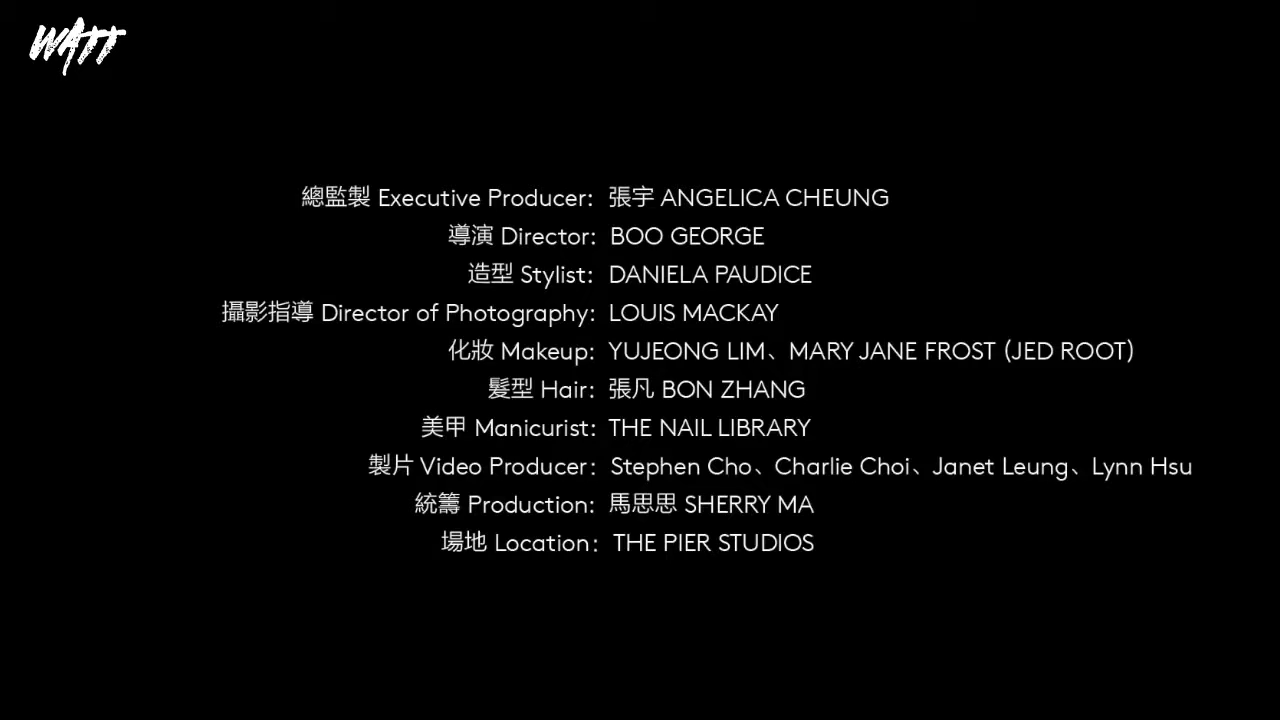 WATT
總監製 Executive Producer: 張宇 ANGELICA CHEUNG
導演 Director: BOO GEORGE
造型 Stylist: DANIELA PAUDICE
攝影指導 Director of Photography: LOUIS MACKAY
化妝 Makeup: YUJEONG LIM、MARY JANE FROST (JED ROOT)
髮型 Hair: 張凡 BON ZHANG
美甲 Manicurist: THE NAIL LIBRARY
製片 Video Producer: Stephen Cho、Charlie Choi、Janet Leung、Lynn Hsu
統籌 Production: 馬思思 SHERRY MA
場地 Location: THE PIER STUDIOS